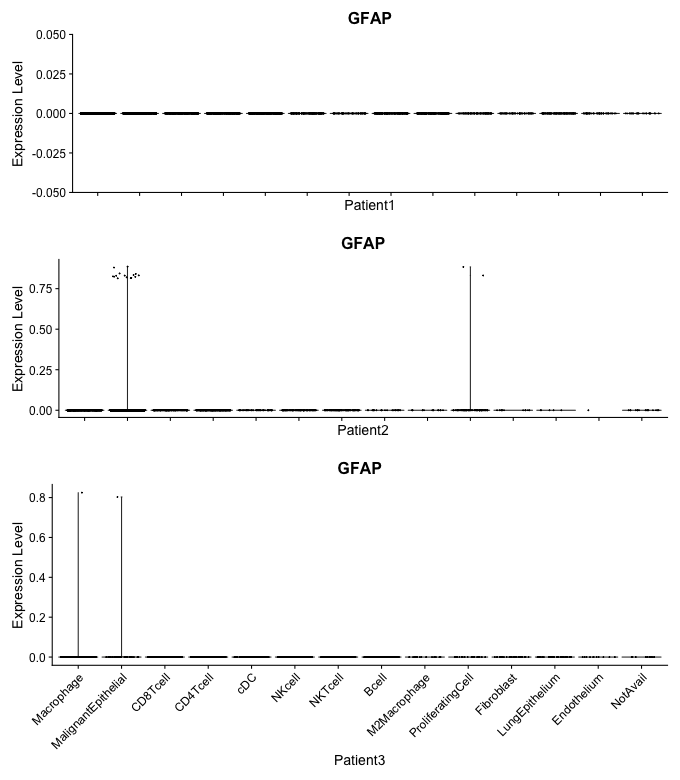 GFAP
Expression Level
0.050
0.025
0.000
-0.025
-0.050
Patient1
GFAP
Expression Level
0.75
0.50
0.25
0.00
Patient2
GFAP
Expression Level
0.8
0.6
0.4
0.2
0.0
Macrophage
MalignantEpithelial
CD8Tcell
CD4Tcell
cDC
NKcell
NKTcell
Bcell
M2Macrophage
ProliferatingCell
Fibroblast
LungEpithelium
Endothelium
NotAvail
Patient3